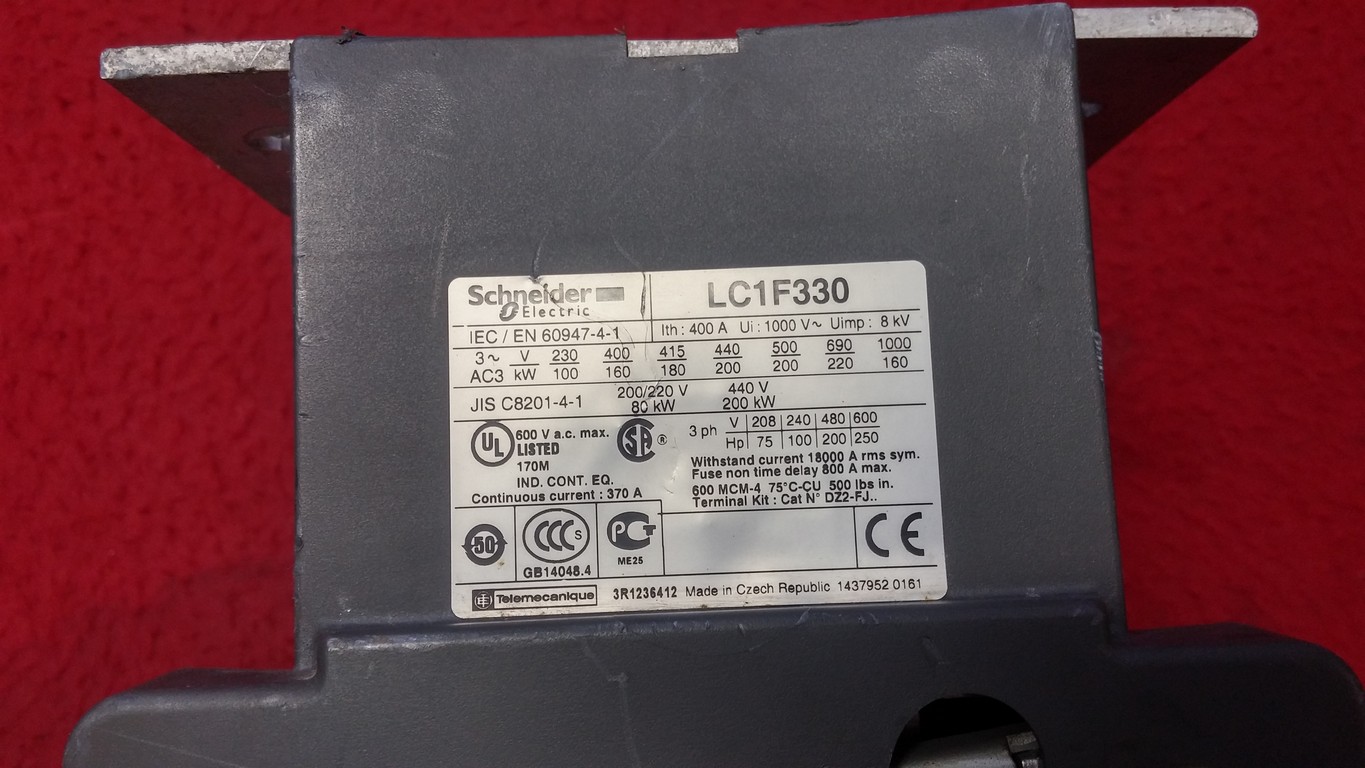 Schneider
Electric
LC1F330
IEC / EN 60947-4-1
Ith : 400 A Ui : 1000 V~ Uimp : 8 kV
3~ V 230 400 415 440 500 690 1000
AC3 kW 100 160 180 200 200 220 160
JIS C8201-4-1
200/220 V 440 V
80 kW 200 kW
UL 600 V a.c. max.
LISTED
170M
IND. CONT. EQ.
Continuous current : 370 A
SA ®
3 ph V 208 240 480 600
Hp 75 100 200 250
Withstand current 18000 A rms sym.
Fuse non time delay 800 A max.
600 MCM-4 75°C-CU 500 lbs in.
Terminal Kit : Cat N° DZ2-FJ..
50
CCC S
GB14048.4
PCT
ME25
CE
Telemecanique
3R1236412 Made in Czech Republic 1437952 0161